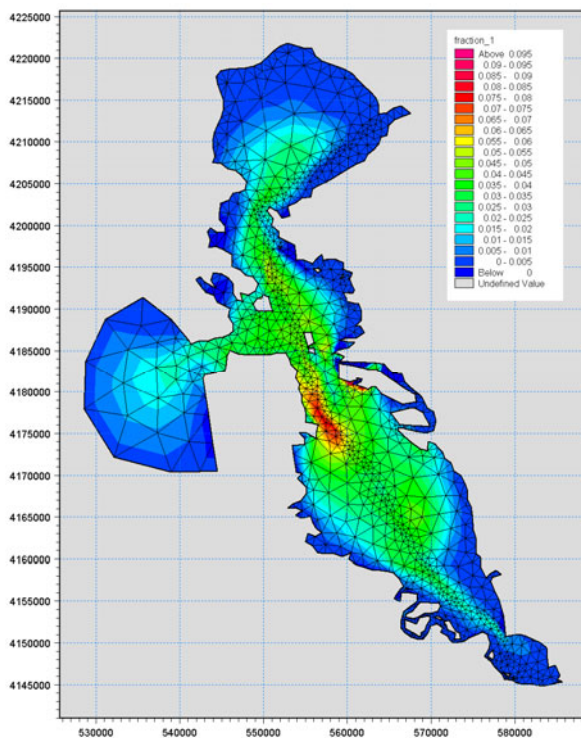 fraction_1
Above 0.095
0.09 - 0.095
0.085 - 0.09
0.08 - 0.085
0.075 - 0.08
0.07 - 0.075
0.065 - 0.07
0.06 - 0.065
0.055 - 0.06
0.05 - 0.055
0.045 - 0.05
0.04 - 0.045
0.035 - 0.04
0.03 - 0.035
0.025 - 0.03
0.02 - 0.025
0.015 - 0.02
0.01 - 0.015
0.005 - 0.01
0 - 0.005
Below 0
Undefined Value
4225000
4220000
4215000
4210000
4205000
4200000
4195000
4190000
4185000
4180000
4175000
4170000
4165000
4160000
4155000
4150000
4145000
530000 540000 550000 560000 570000 580000